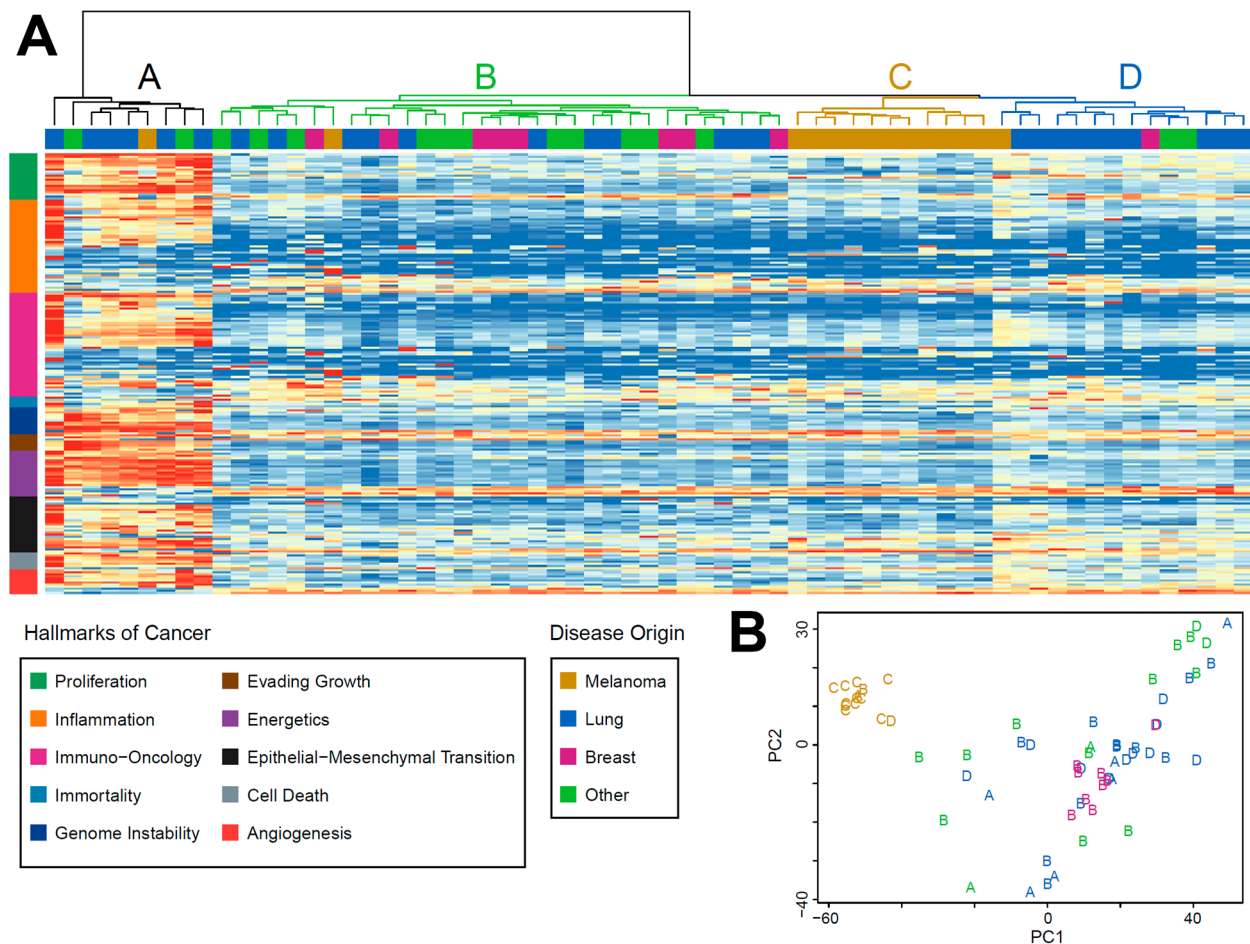 A
A
B
C
D
Hallmarks of Cancer
Proliferation
Inflammation
Immuno-Oncology
Immortality
Genome Instability
Evading Growth
Energetics
Epithelial-Mesenchymal Transition
Cell Death
Angiogenesis
Disease Origin
Melanoma
Lung
Breast
Other
B
30
0
-40
PC2
-60
0
40
PC1